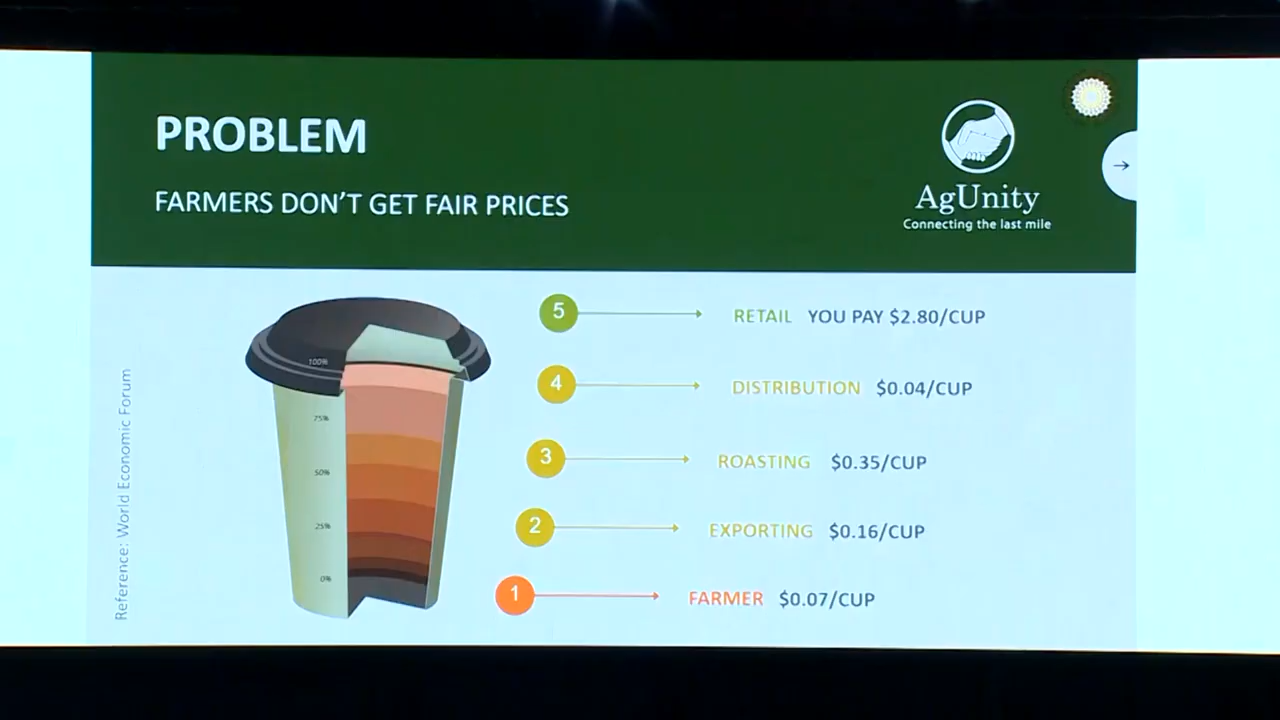 PROBLEM
FARMERS DON'T GET FAIR PRICES
AgUnity
Connecting the last mile
Reference: World Economic Forum
100%
75%
50%
25%
0%
5 RETAIL YOU PAY $2.80/CUP
4 DISTRIBUTION $0.04/CUP
3 ROASTING $0.35/CUP
2 EXPORTING $0.16/CUP
1 FARMER $0.07/CUP